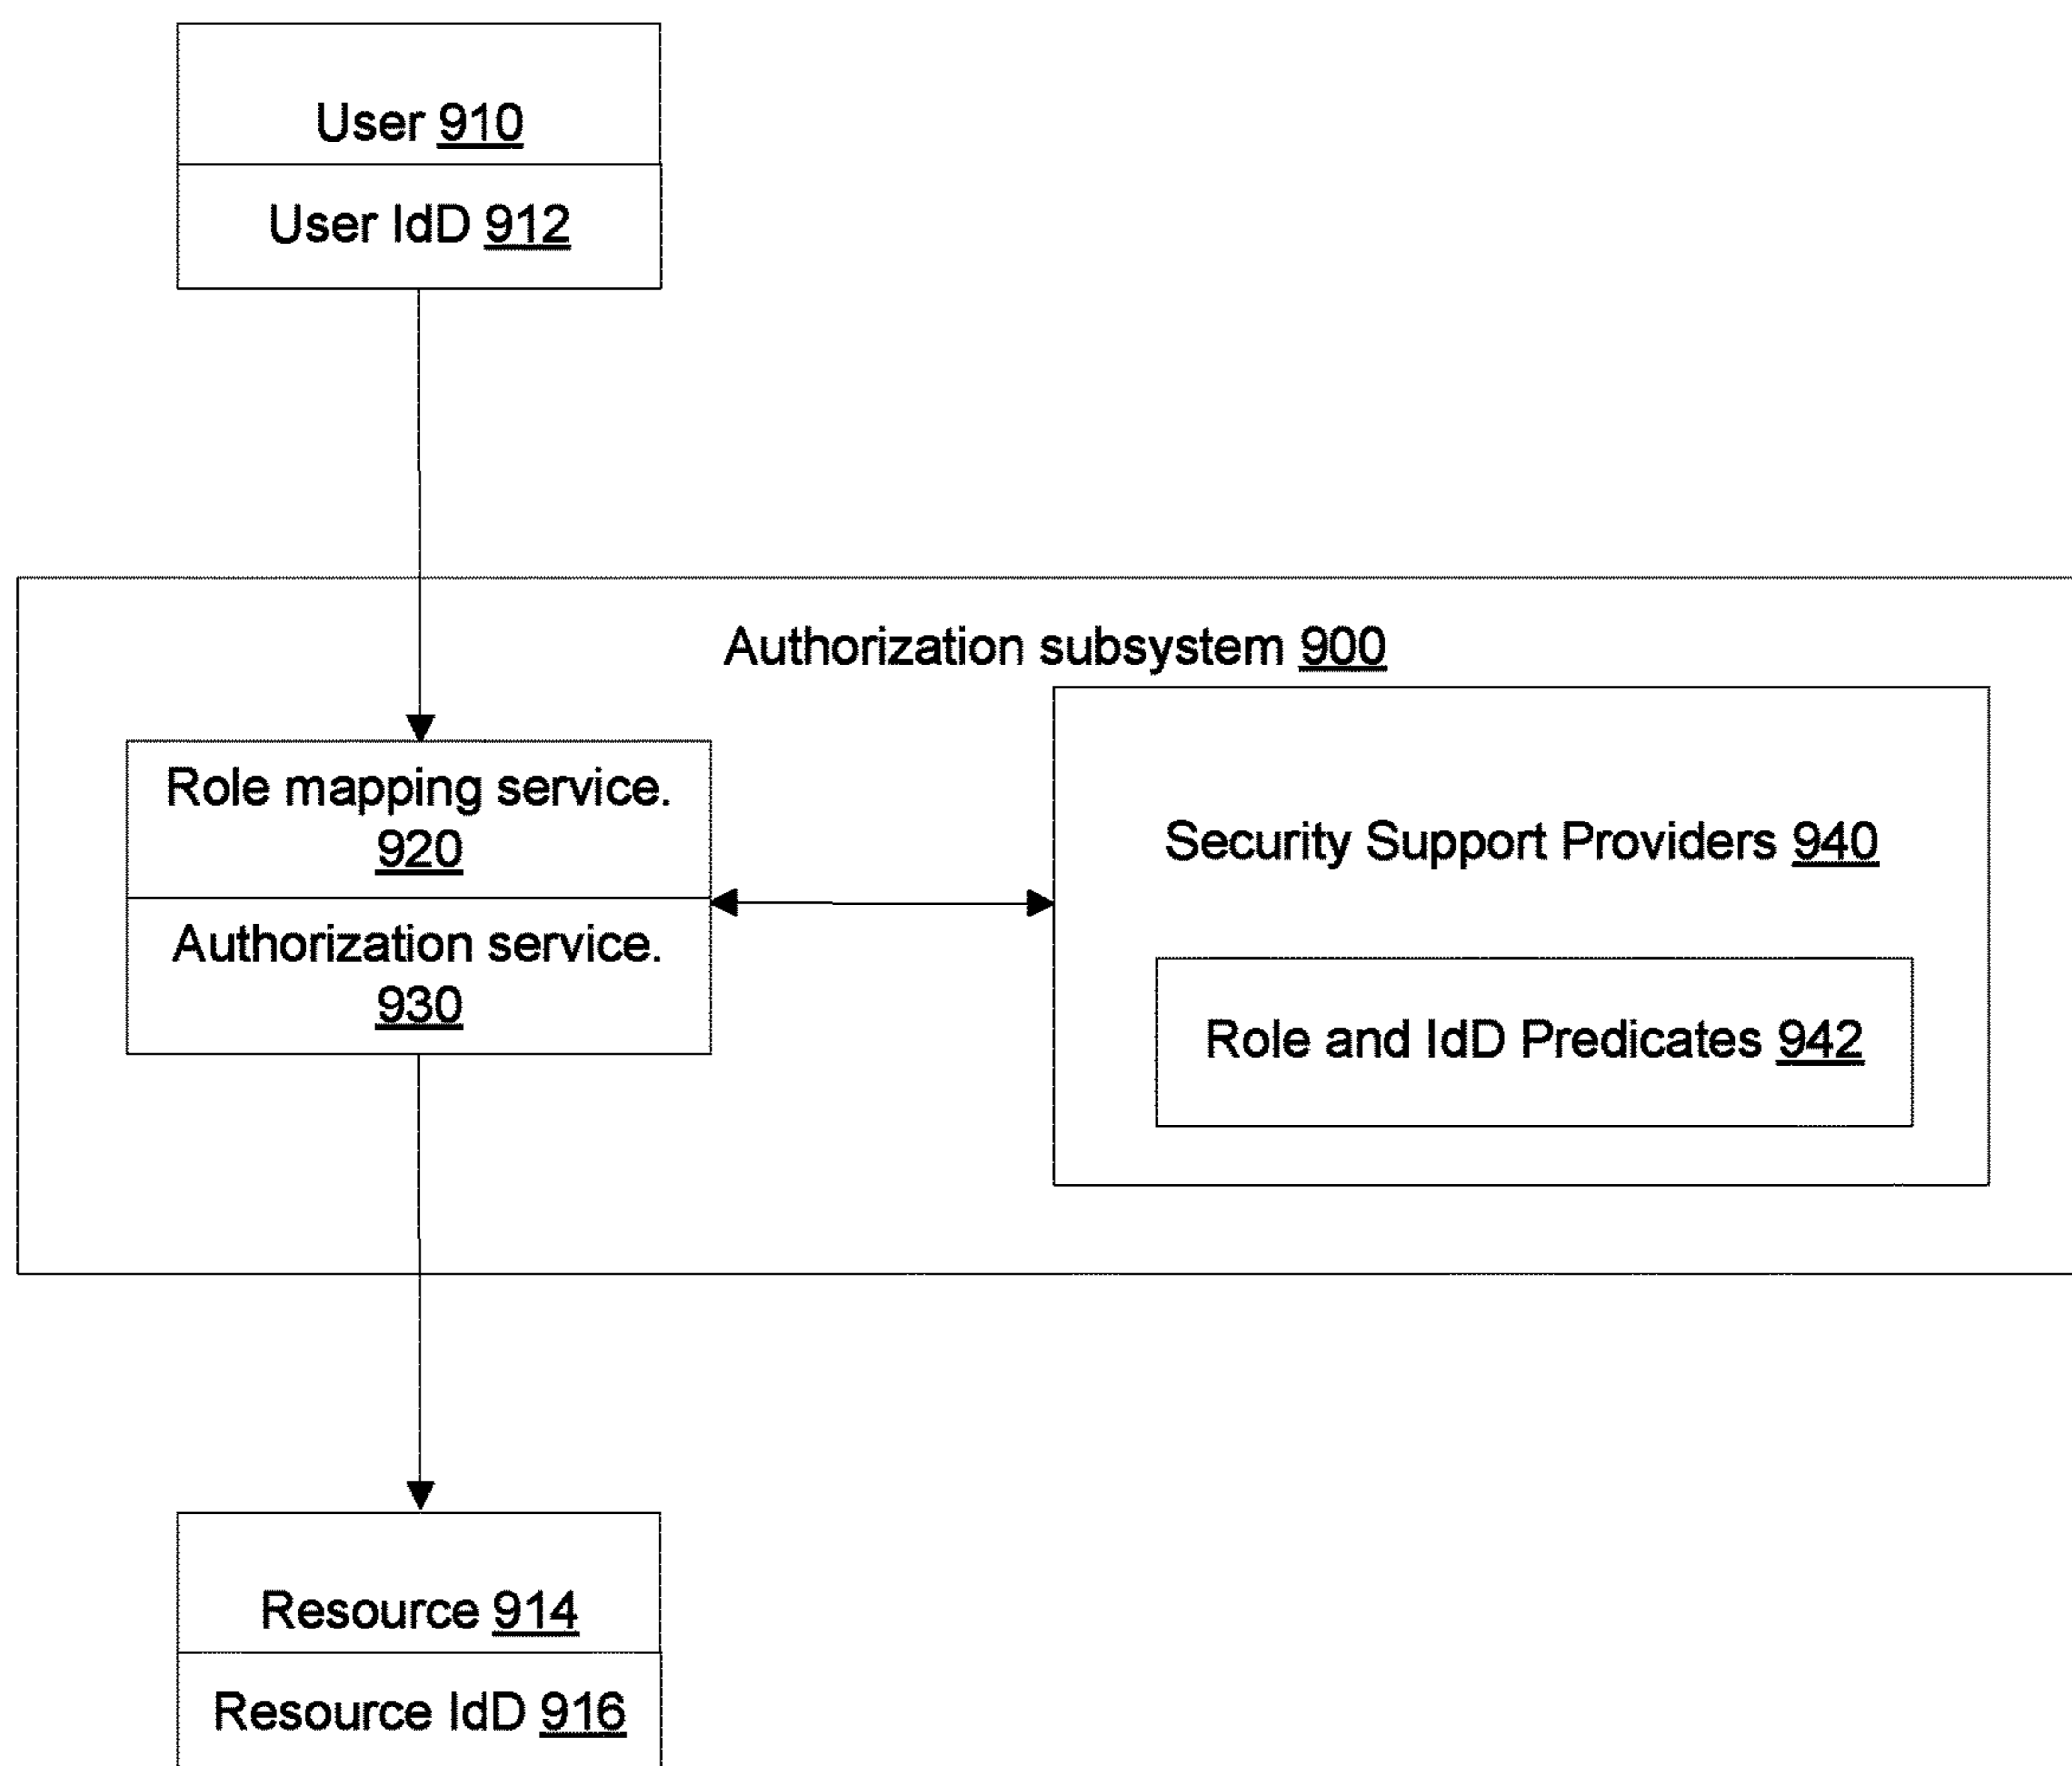 User 910
User IdD 912
Authorization subsystem 900
Role mapping service.
920
Authorization service.
930
Security Support Providers 940
Role and IdD Predicates 942
Resource 914
Resource IdD 916